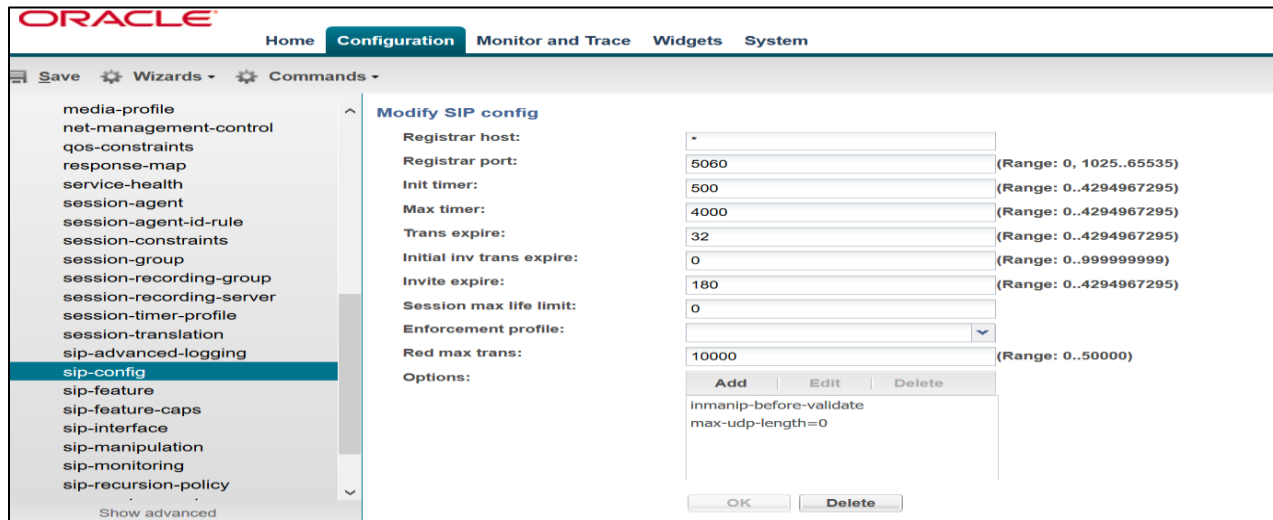 ORACLE
Home Configuration Monitor and Trace Widgets System
Save Wizards Commands
media-profile
net-management-control
qos-constraints
response-map
service-health
session-agent
session-agent-id-rule
session-constraints
session-group
session-recording-group
session-recording-server
session-timer-profile
session-translation
sip-advanced-logging
sip-config
sip-feature
sip-feature-caps
sip-interface
sip-manipulation
sip-monitoring
sip-recursion-policy
Show advanced
Modify SIP config
Registrar host: *
Registrar port: 5060 (Range: 0, 1025..65535)
Init timer: 500 (Range: 0..4294967295)
Max timer: 4000 (Range: 0..4294967295)
Trans expire: 32 (Range: 0..4294967295)
Initial inv trans expire: 0 (Range: 0..999999999)
Invite expire: 180 (Range: 0..4294967295)
Session max life limit: 0
Enforcement profile:
Red max trans: 10000 (Range: 0..50000)
Options: Add Edit Delete
inmanip-before-validate
max-udp-length=0
OK Delete